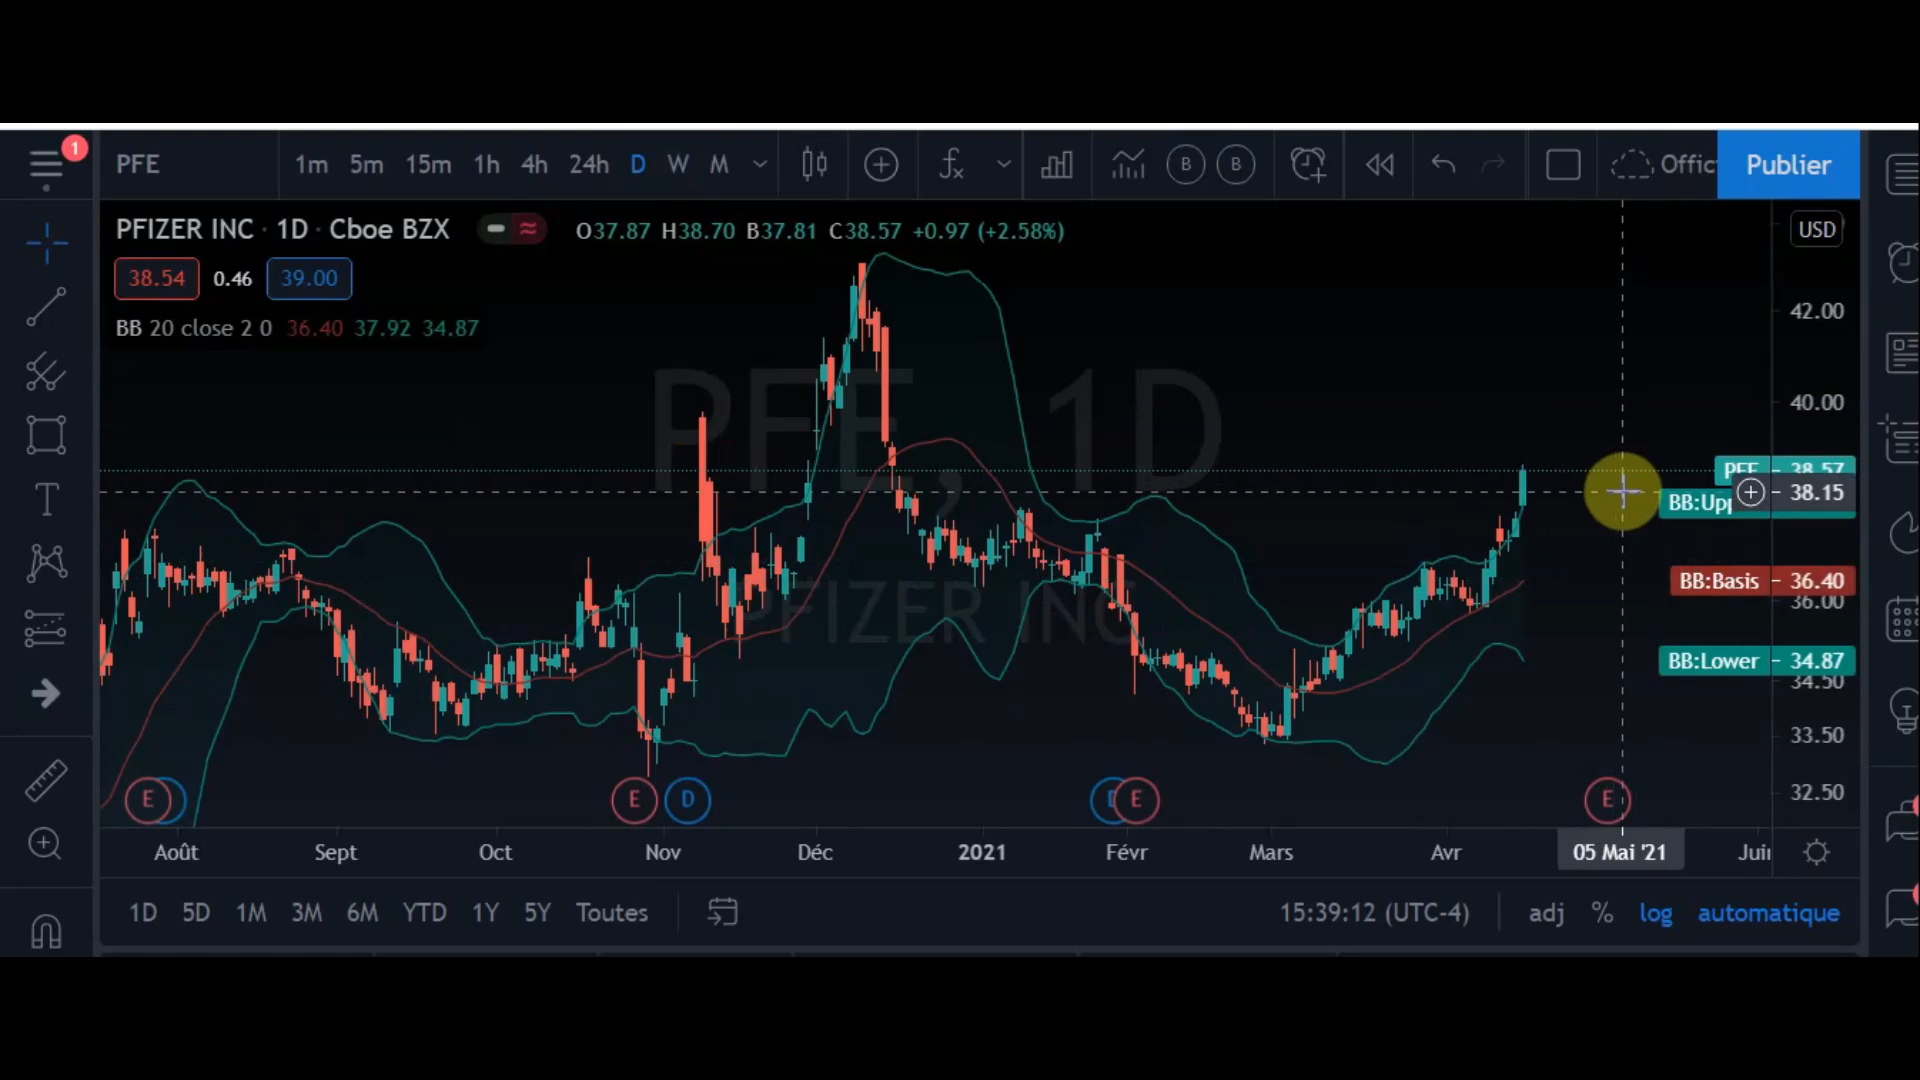 1
PFE 1m 5m 15m 1h 4h 24h D W M B B Offic Publier
PFIZER INC · 1D · Cboe BZX O37.87 H38.70 B37.81 C38.57 +0.97 (+2.58%) USD
38.54 0.46 39.00
BB 20 close 2 0 36.40 37.92 34.87
42.00
PFE, 1D
40.00
PFE 38.57
38.15
BB:Upp
BB:Basis 36.40
36.00
PFIZER INC
BB:Lower 34.87
34.50
33.50
32.50
E E D E E
Août Sept Oct Nov Déc 2021 Févr Mars Avr 05 Mai '21 Juin
1D 5D 1M 3M 6M YTD 1Y 5Y Toutes 15:39:12 (UTC-4) adj % log automatique